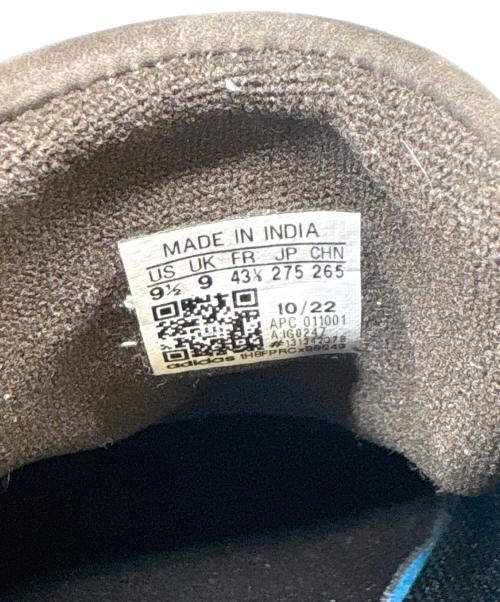 MADE IN INDIA
US UK FR JP CHN
9½ 9 43⅓ 275 265
10/22
APC 011001
A IG0247
adidas